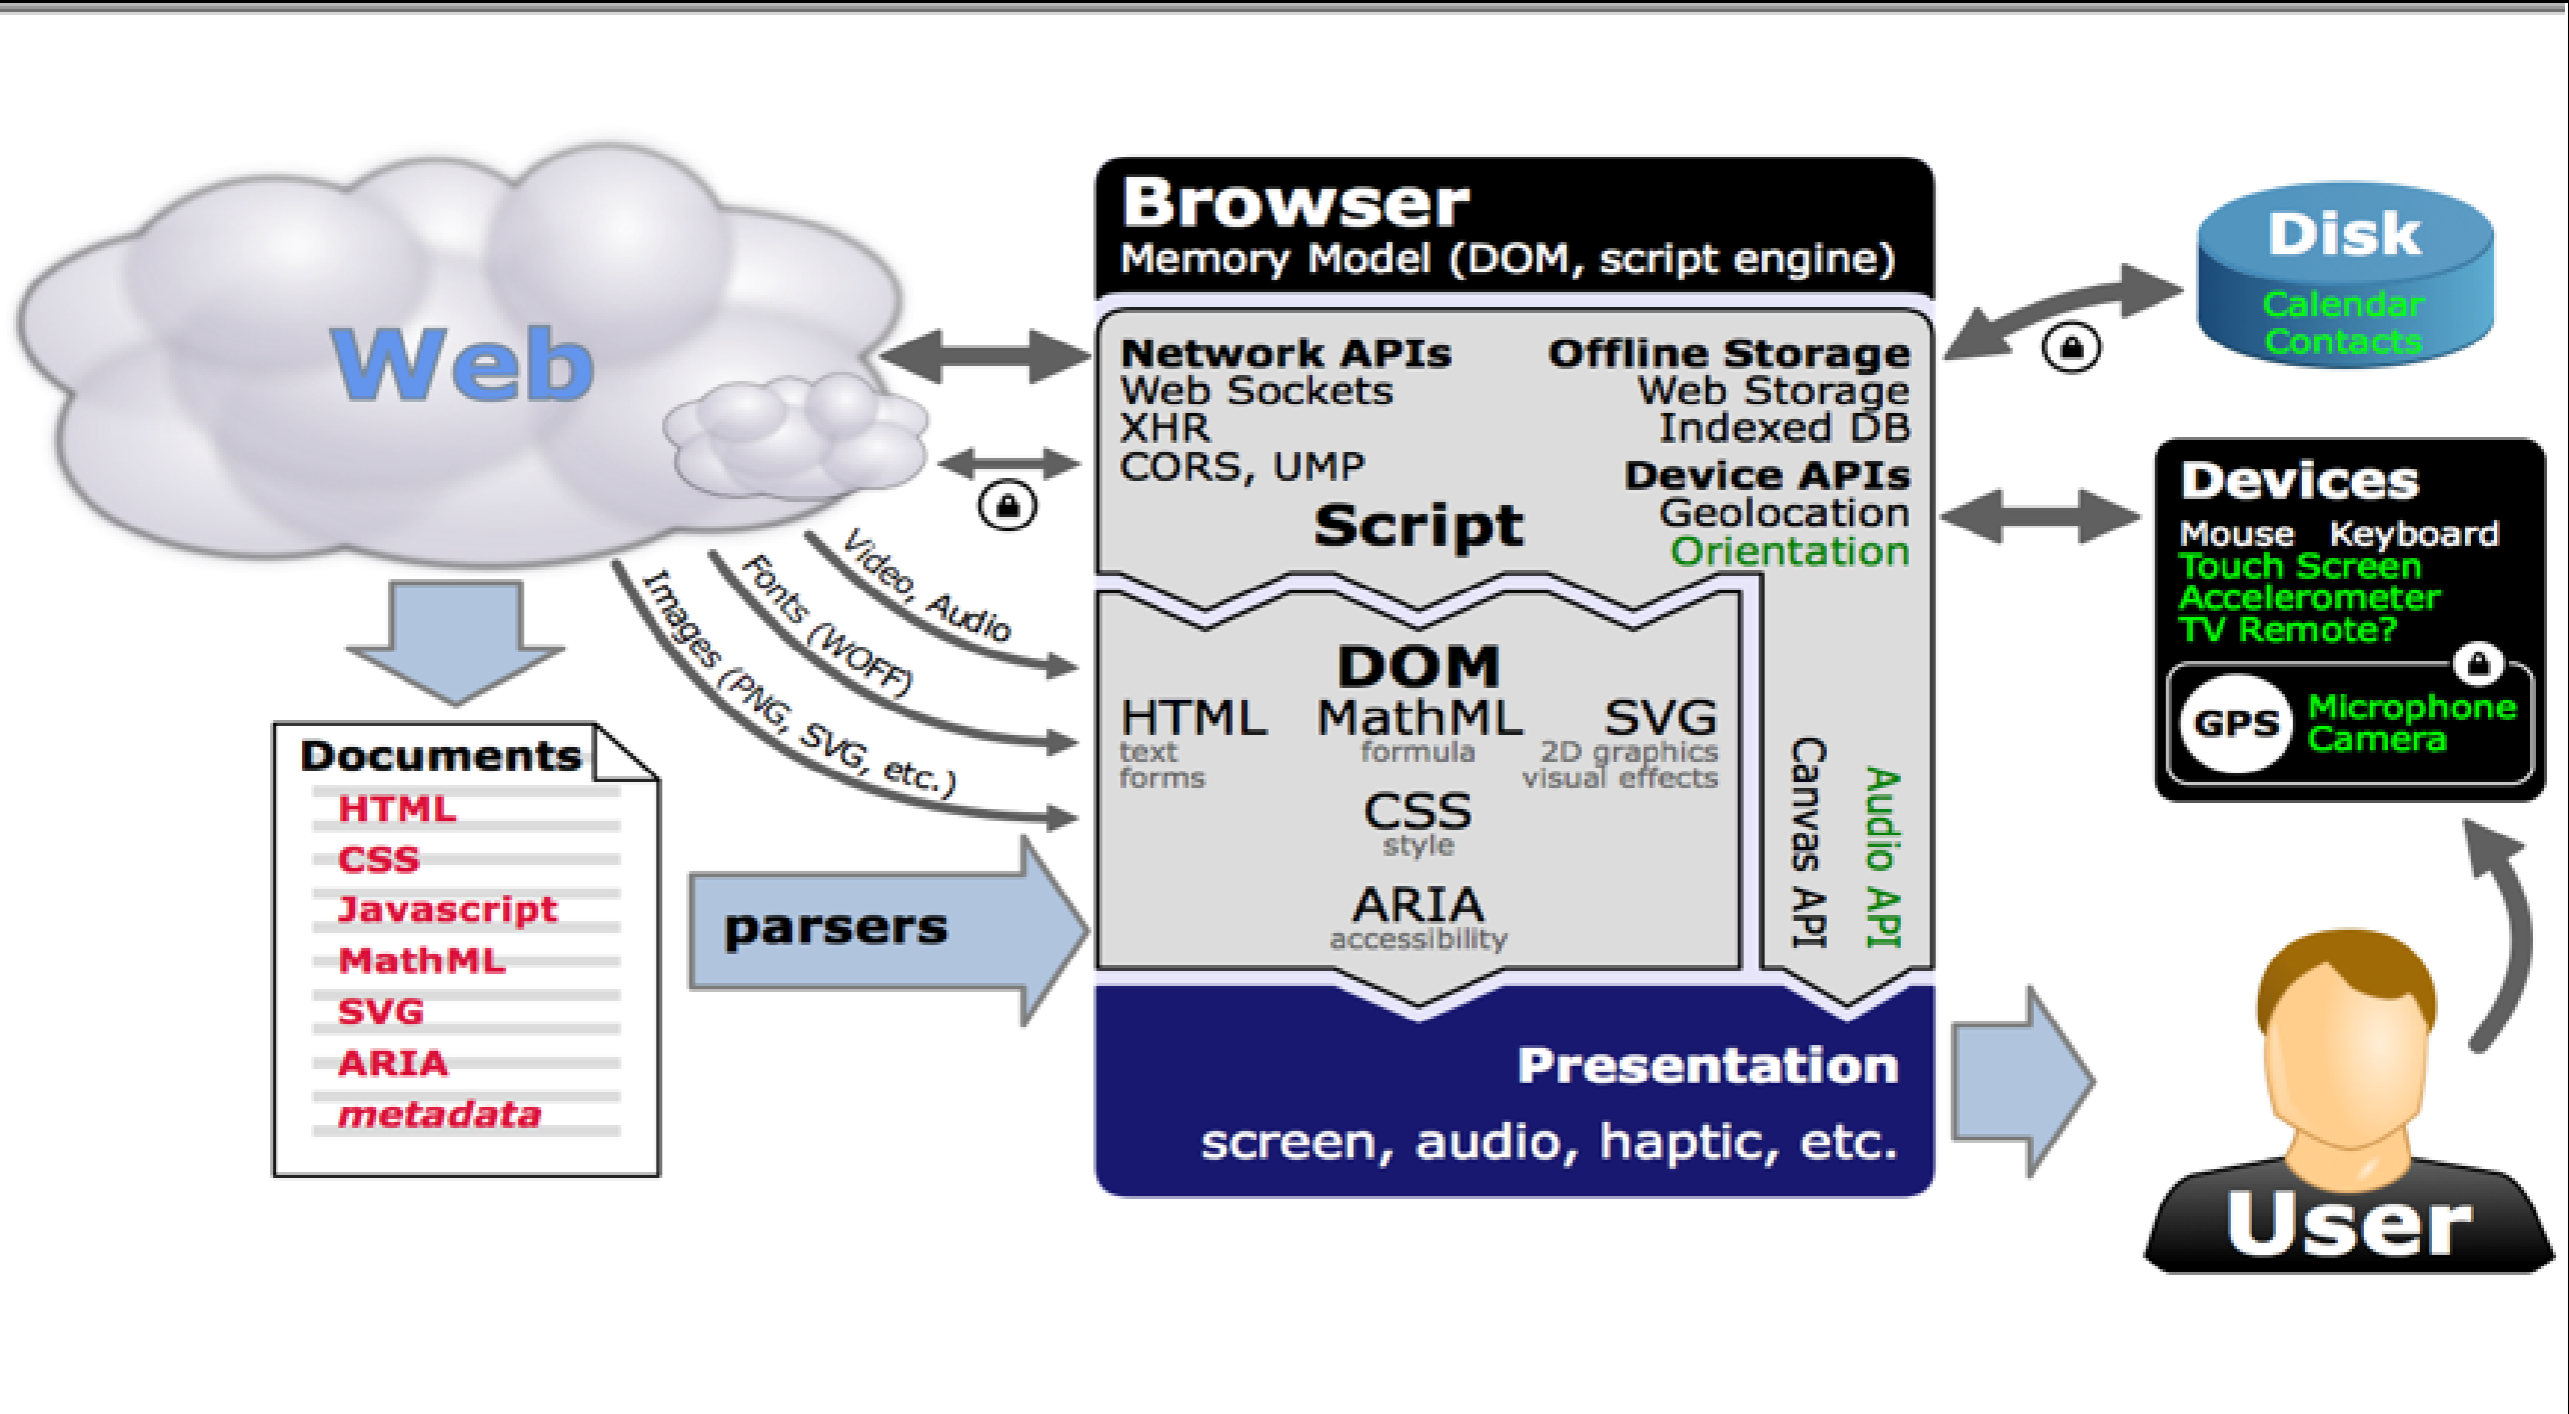 Web
Video, Audio
Fonts (WOFF)
Images (PNG, SVG, etc.)
Documents
HTML
CSS
Javascript
MathML
SVG
ARIA
metadata
parsers
Browser
Memory Model (DOM, script engine)
Network APIs
Web Sockets
XHR
CORS, UMP
Offline Storage
Web Storage
Indexed DB
Device APIs
Geolocation
Orientation
Script
DOM
HTML
text
forms
MathML
formula
SVG
2D graphics
visual effects
CSS
style
ARIA
accessibility
Canvas API
Audio API
Presentation
screen, audio, haptic, etc.
Disk
Calendar
Contacts
Devices
Mouse Keyboard
Touch Screen
Accelerometer
TV Remote?
GPS
Microphone
Camera
User